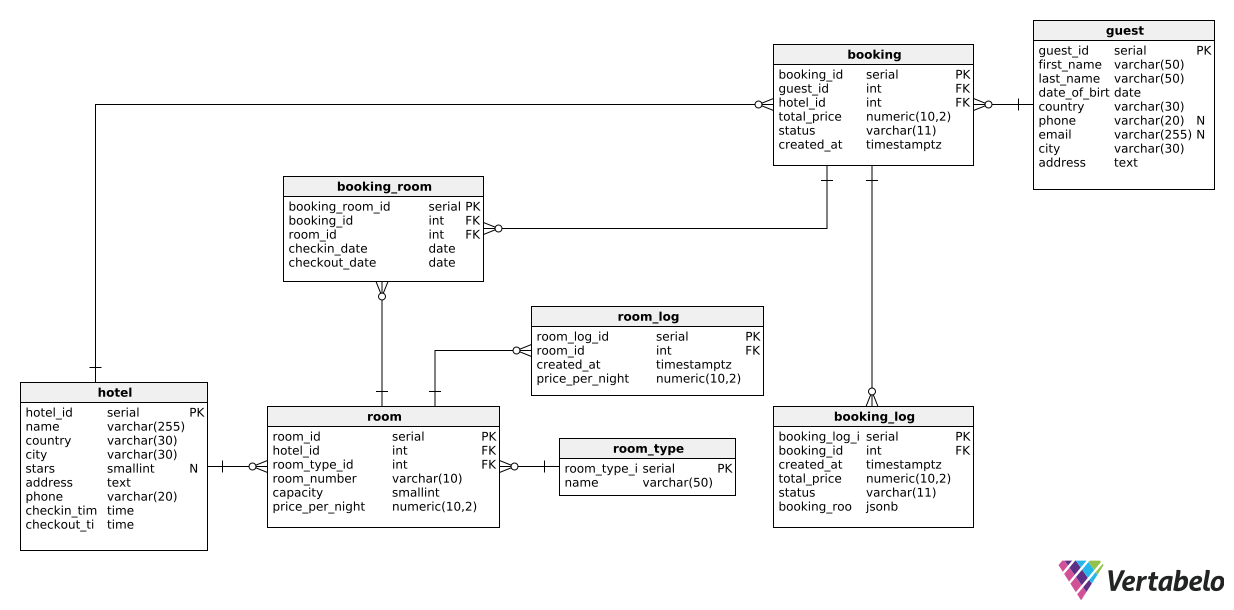 guest
guest_id serial PK
first_name varchar(50)
last_name varchar(50)
date_of_birt date
country varchar(30)
phone varchar(20) N
email varchar(255) N
city varchar(30)
address text
booking
booking_id serial PK
guest_id int FK
hotel_id int FK
total_price numeric(10,2)
status varchar(11)
created_at timestamptz
booking_room
booking_room_id serial PK
booking_id int FK
room_id int FK
checkin_date date
checkout_date date
room_log
room_log_id serial PK
room_id int FK
created_at timestamptz
price_per_night numeric(10,2)
hotel
hotel_id serial PK
name varchar(255)
country varchar(30)
city varchar(30)
stars smallint N
address text
phone varchar(20)
checkin_tim time
checkout_ti time
room
room_id serial PK
hotel_id int FK
room_type_id int FK
room_number varchar(10)
capacity smallint
price_per_night numeric(10,2)
room_type
room_type_i serial PK
name varchar(50)
booking_log
booking_log_i serial PK
booking_id int FK
created_at timestamptz
total_price numeric(10,2)
status varchar(11)
booking_roo jsonb
Vertabelo